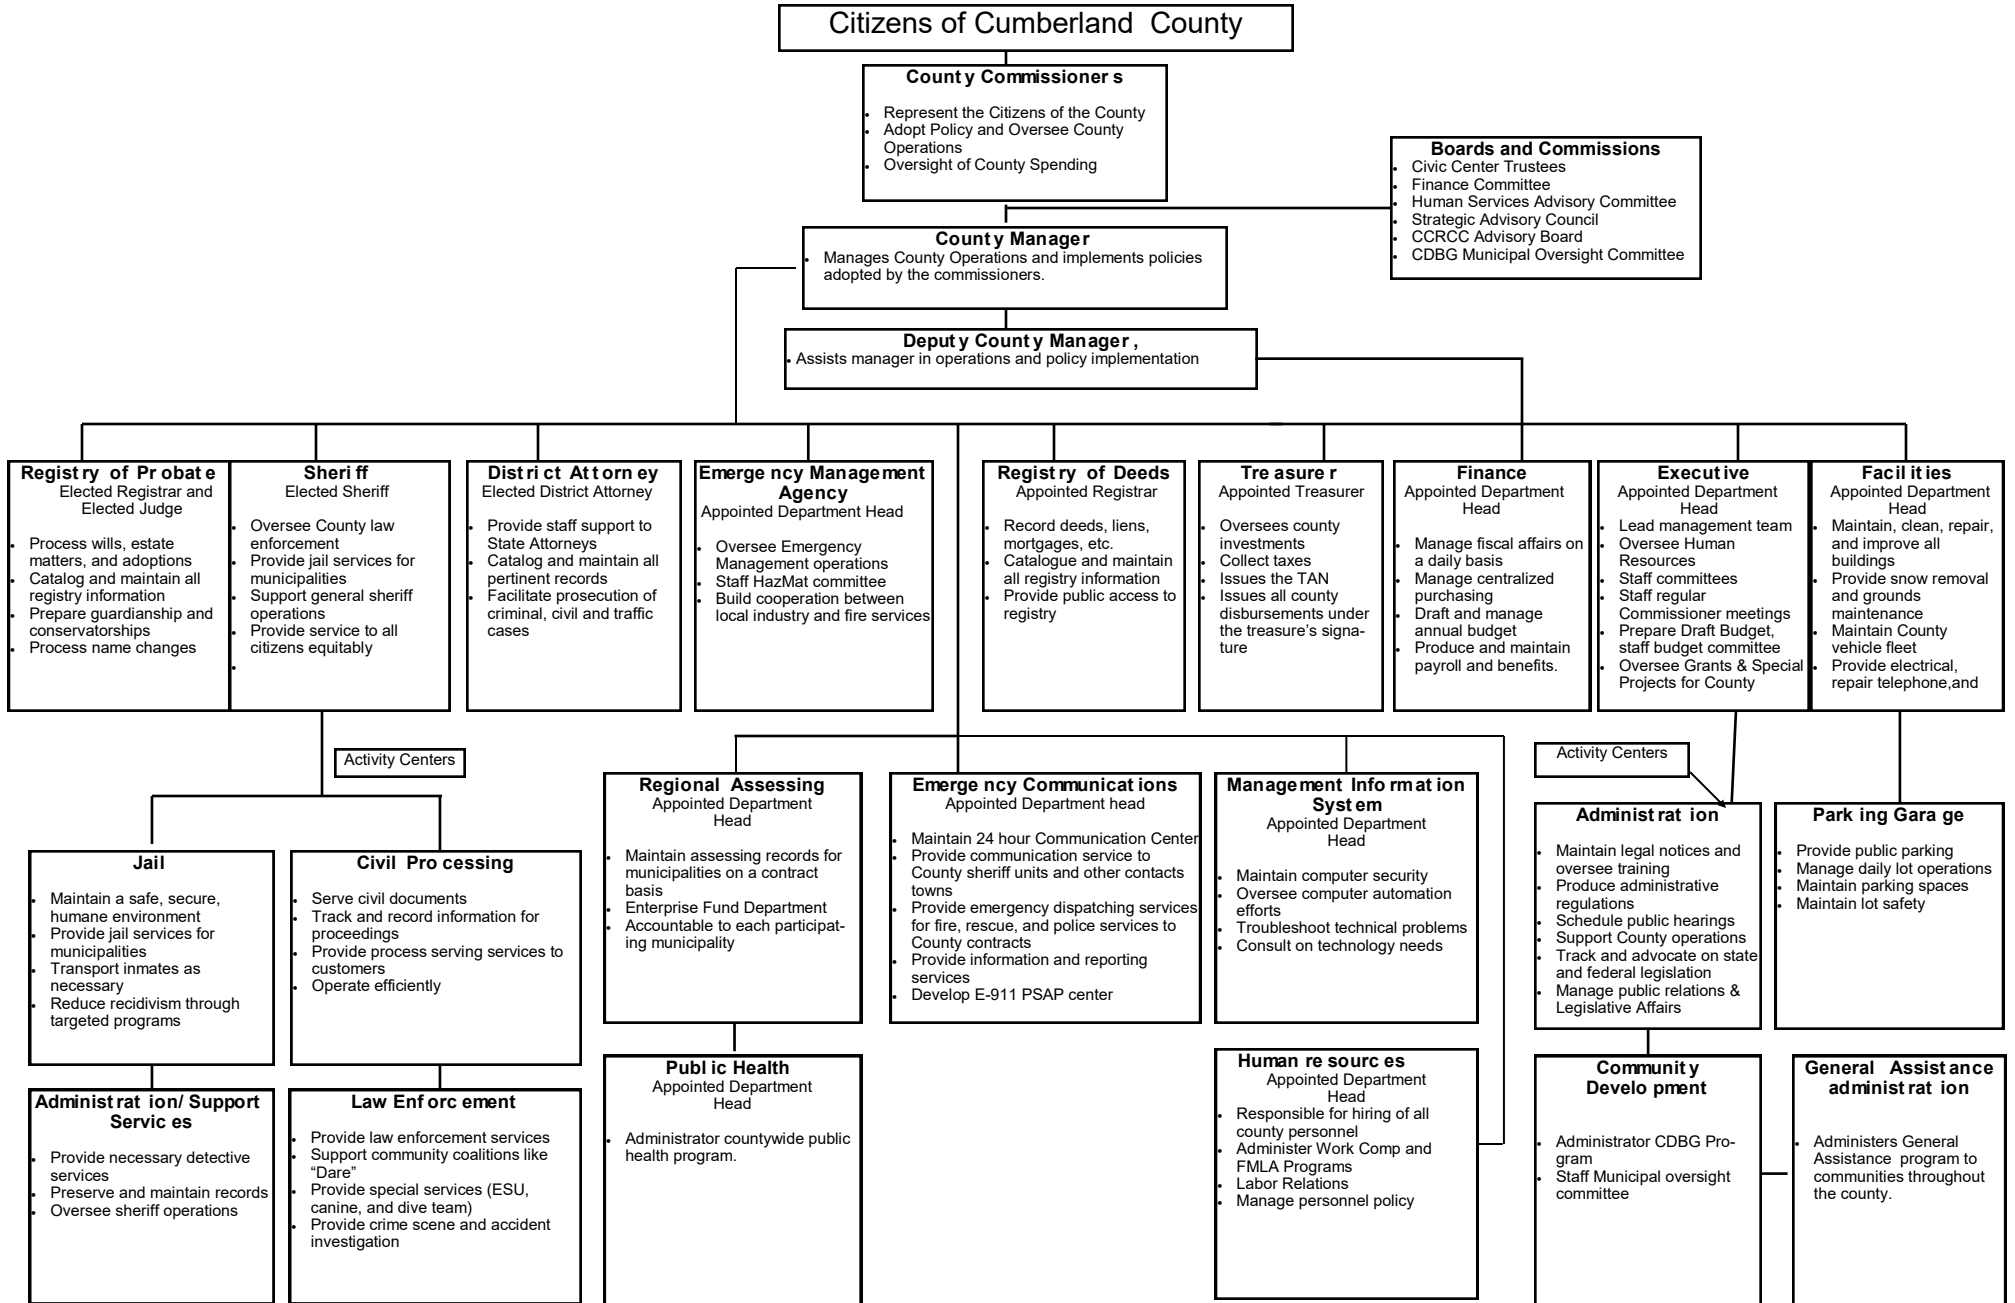 Citizens of Cumberland County
County Commissioners
• Represent the Citizens of the County
• Adopt Policy and Oversee County
Operations
• Oversight of County Spending
Boards and Commissions
• Civic Center Trustees
• Finance Committee
• Human Services Advisory Committee
• Strategic Advisory Council
• CCRCC Advisory Board
• CDBG Municipal Oversight Committee
County Manager
• Manages County Operations and implements policies
adopted by the commissioners.
Deputy County Manager,
• Assists manager in operations and policy implementation
Registry of Probate
Elected Registrar and
Elected Judge
• Process wills, estate
matters, and adoptions
• Catalog and maintain all
registry information
• Prepare guardianship and
conservatorships
• Process name changes
Sheriff
Elected Sheriff
• Oversee County law
enforcement
• Provide jail services for
municipalities
• Support general sheriff
operations
• Provide service to all
citizens equitably
•
District Attorney
Elected District Attorney
• Provide staff support to
State Attorneys
• Catalog and maintain all
pertinent records
• Facilitate prosecution of
criminal, civil and traffic
cases
Emergency Management
Agency
Appointed Department Head
• Oversee Emergency
Management operations
• Staff HazMat committee
• Build cooperation between
local industry and fire services
Registry of Deeds
Appointed Registrar
• Record deeds, liens,
mortgages, etc.
• Catalogue and maintain
all registry information
• Provide public access to
registry
Treasurer
Appointed Treasurer
• Oversees county
investments
• Collect taxes
• Issues the TAN
• Issues all county
disbursements under
the treasure’s signa-
ture
Finance
Appointed Department
Head
• Manage fiscal affairs on
a daily basis
• Manage centralized
purchasing
• Draft and manage
annual budget
• Produce and maintain
payroll and benefits.
Executive
Appointed Department
Head
• Lead management team
• Oversee Human
Resources
• Staff committees
• Staff regular
Commissioner meetings
• Prepare Draft Budget,
staff budget committee
• Oversee Grants & Special
Projects for County
Facilities
Appointed Department
Head
• Maintain, clean, repair,
and improve all
buildings
• Provide snow removal
and grounds
maintenance
• Maintain County
vehicle fleet
• Provide electrical,
repair telephone,and
Activity Centers
Jail
• Maintain a safe, secure,
humane environment
• Provide jail services for
municipalities
• Transport inmates as
necessary
• Reduce recidivism through
targeted programs
Civil Processing
• Serve civil documents
• Track and record information for
proceedings
• Provide process serving services to
customers
• Operate efficiently
Regional Assessing
Appointed Department
Head
• Maintain assessing records for
municipalities on a contract
basis
• Enterprise Fund Department
• Accountable to each participat-
ing municipality
Emergency Communications
Appointed Department head
• Maintain 24 hour Communication Center
• Provide communication service to
County sheriff units and other contacts
towns
• Provide emergency dispatching services
for fire, rescue, and police services to
County contracts
• Provide information and reporting
services
• Develop E-911 PSAP center
Management Information
System
Appointed Department
Head
• Maintain computer security
• Oversee computer automation
efforts
• Troubleshoot technical problems
• Consult on technology needs
Activity Centers
Administration
• Maintain legal notices and
oversee training
• Produce administrative
regulations
• Schedule public hearings
• Support County operations
• Track and advocate on state
and federal legislation
• Manage public relations &
Legislative Affairs
Parking Garage
• Provide public parking
• Manage daily lot operations
• Maintain parking spaces
• Maintain lot safety
Administration/Support
Services
• Provide necessary detective
services
• Preserve and maintain records
• Oversee sheriff operations
Law Enforcement
• Provide law enforcement services
• Support community coalitions like
“Dare”
• Provide special services (ESU,
canine, and dive team)
• Provide crime scene and accident
investigation
Public Health
Appointed Department
Head
• Administrator countywide public
health program.
Human resources
Appointed Department
Head
• Responsible for hiring of all
county personnel
• Administer Work Comp and
FMLA Programs
• Labor Relations
• Manage personnel policy
Community
Development
• Administrator CDBG Pro-
gram
• Staff Municipal oversight
committee
General Assistance
administration
• Administers General
Assistance program to
communities throughout
the county.